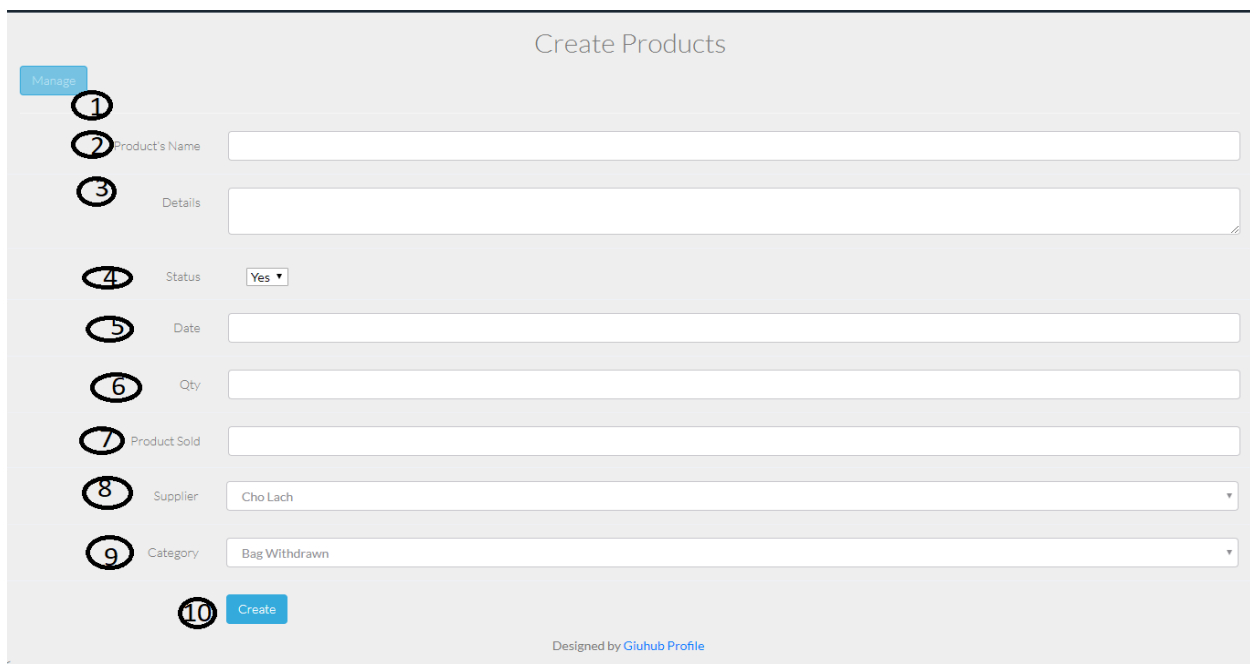 Create Products
Manage
1
2 Product's Name
3 Details
4 Status Yes
5 Date
6 Qty
7 Product Sold
8 Supplier Cho Lach
9 Category Bag Withdrawn
10 Create
Designed by Giuhub Profile